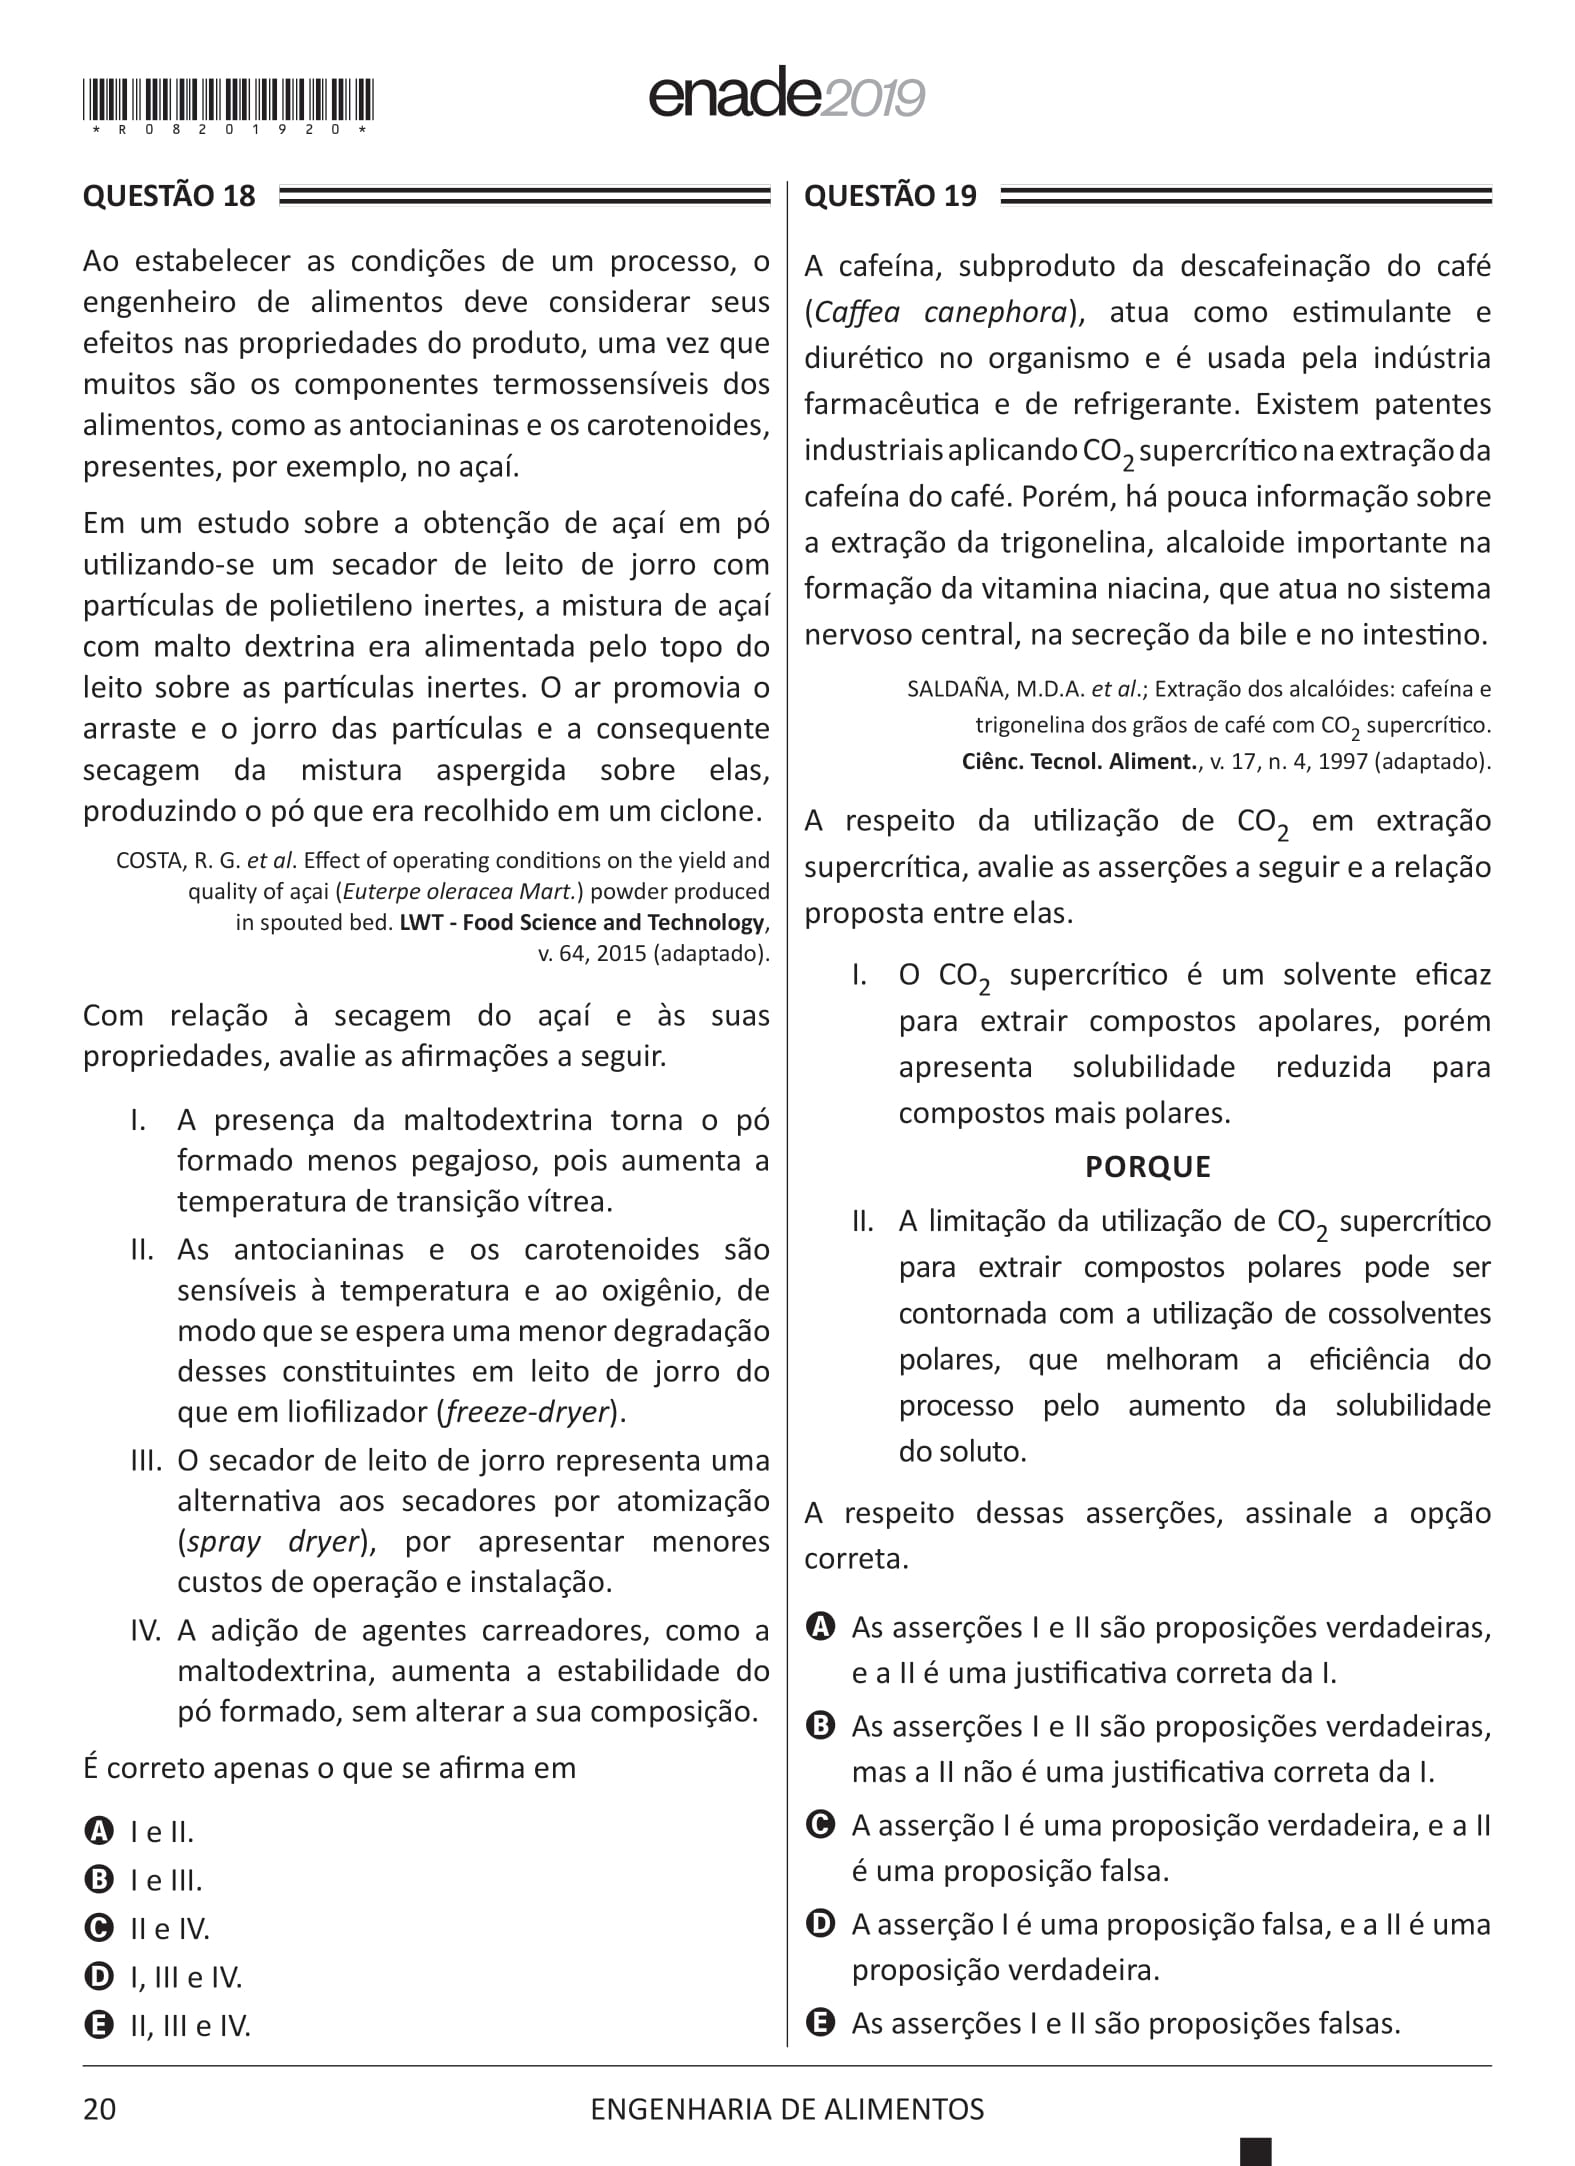 *R08201920*
enade2019
QUESTÃO 18
Ao estabelecer as condições de um processo, o
engenheiro de alimentos deve considerar seus
efeitos nas propriedades do produto, uma vez que
muitos são os componentes termossensíveis dos
alimentos, como as antocianinas e os carotenoides,
presentes, por exemplo, no açaí.
Em um estudo sobre a obtenção de açaí em pó
utilizando-se um secador de leito de jorro com
partículas de polietileno inertes, a mistura de açaí
com malto dextrina era alimentada pelo topo do
leito sobre as partículas inertes. O ar promovia o
arraste e o jorro das partículas e a consequente
secagem da mistura aspergida sobre elas,
produzindo o pó que era recolhido em um ciclone.
COSTA, R. G. et al. Effect of operating conditions on the yield and
quality of açai (Euterpe oleracea Mart.) powder produced
in spouted bed. LWT - Food Science and Technology,
v. 64, 2015 (adaptado).
Com relação à secagem do açaí e às suas
propriedades, avalie as afirmações a seguir.
I. A presença da maltodextrina torna o pó
formado menos pegajoso, pois aumenta a
temperatura de transição vítrea.
II. As antocianinas e os carotenoides são
sensíveis à temperatura e ao oxigênio, de
modo que se espera uma menor degradação
desses constituintes em leito de jorro do
que em liofilizador (freeze-dryer).
III. O secador de leito de jorro representa uma
alternativa aos secadores por atomização
(spray dryer), por apresentar menores
custos de operação e instalação.
IV. A adição de agentes carreadores, como a
maltodextrina, aumenta a estabilidade do
pó formado, sem alterar a sua composição.
É correto apenas o que se afirma em
A I e II.
B I e III.
C II e IV.
D I, III e IV.
E II, III e IV.
QUESTÃO 19
A cafeína, subproduto da descafeinação do café
(Caffea canephora), atua como estimulante e
diurético no organismo e é usada pela indústria
farmacêutica e de refrigerante. Existem patentes
industriais aplicando CO2 supercrítico na extração da
cafeína do café. Porém, há pouca informação sobre
a extração da trigonelina, alcaloide importante na
formação da vitamina niacina, que atua no sistema
nervoso central, na secreção da bile e no intestino.
SALDAÑA, M.D.A. et al.; Extração dos alcalóides: cafeína e
trigonelina dos grãos de café com CO2 supercrítico.
Ciênc. Tecnol. Aliment., v. 17, n. 4, 1997 (adaptado).
A respeito da utilização de CO2 em extração
supercrítica, avalie as asserções a seguir e a relação
proposta entre elas.
I. O CO2 supercrítico é um solvente eficaz
para extrair compostos apolares, porém
apresenta solubilidade reduzida para
compostos mais polares.
PORQUE
II. A limitação da utilização de CO2 supercrítico
para extrair compostos polares pode ser
contornada com a utilização de cossolventes
polares, que melhoram a eficiência do
processo pelo aumento da solubilidade
do soluto.
A respeito dessas asserções, assinale a opção
correta.
A As asserções I e II são proposições verdadeiras,
e a II é uma justificativa correta da I.
B As asserções I e II são proposições verdadeiras,
mas a II não é uma justificativa correta da I.
C A asserção I é uma proposição verdadeira, e a II
é uma proposição falsa.
D A asserção I é uma proposição falsa, e a II é uma
proposição verdadeira.
E As asserções I e II são proposições falsas.
20
ENGENHARIA DE ALIMENTOS